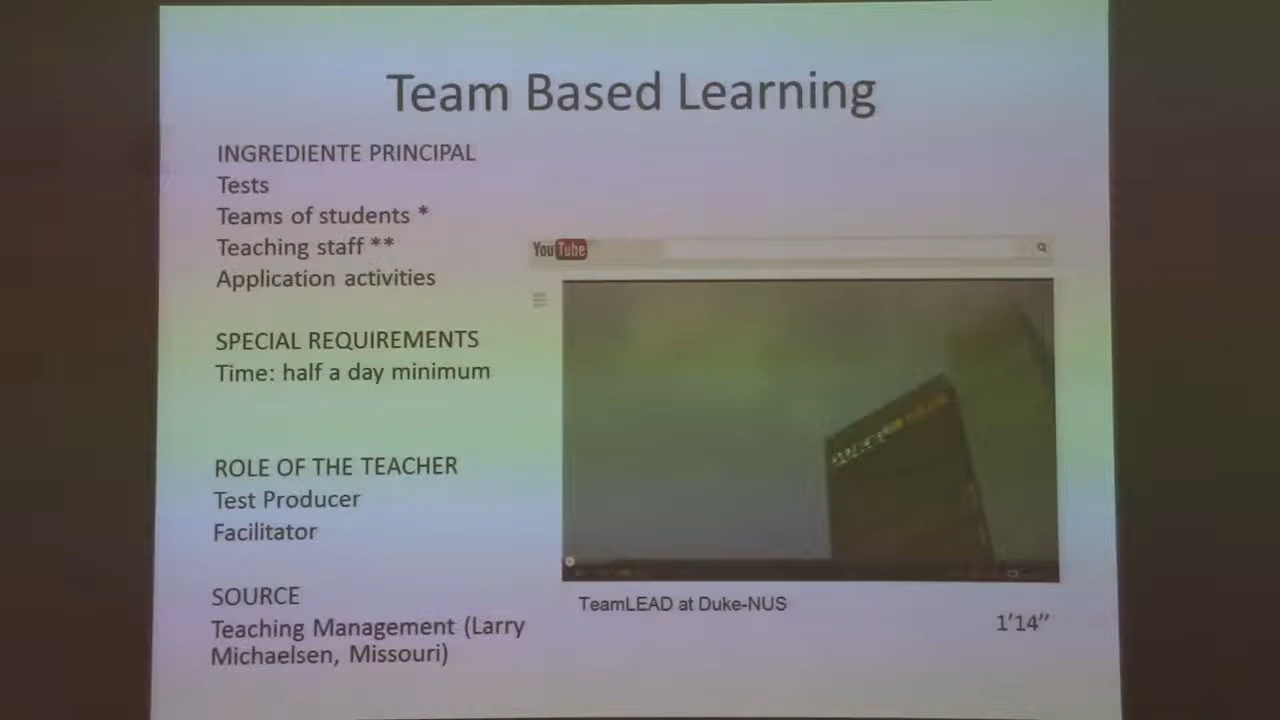 Team Based Learning
INGREDIENTE PRINCIPAL
Tests
Teams of students *
Teaching staff **
Application activities
SPECIAL REQUIREMENTS
Time: half a day minimum
ROLE OF THE TEACHER
Test Producer
Facilitator
SOURCE
Teaching Management (Larry
Michaelsen, Missouri)
YouTube
TeamLEAD at Duke-NUS
1'14''